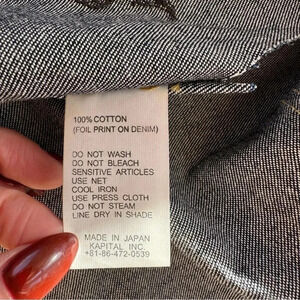 100% COTTON
(FOIL PRINT ON DENIM)
DO NOT WASH
DO NOT BLEACH
SENSITIVE ARTICLES
USE NET
COOL IRON
USE PRESS CLOTH
DO NOT STEAM
LINE DRY IN SHADE
MADE IN JAPAN
KAPITAL INC.
+81-86-472-0539